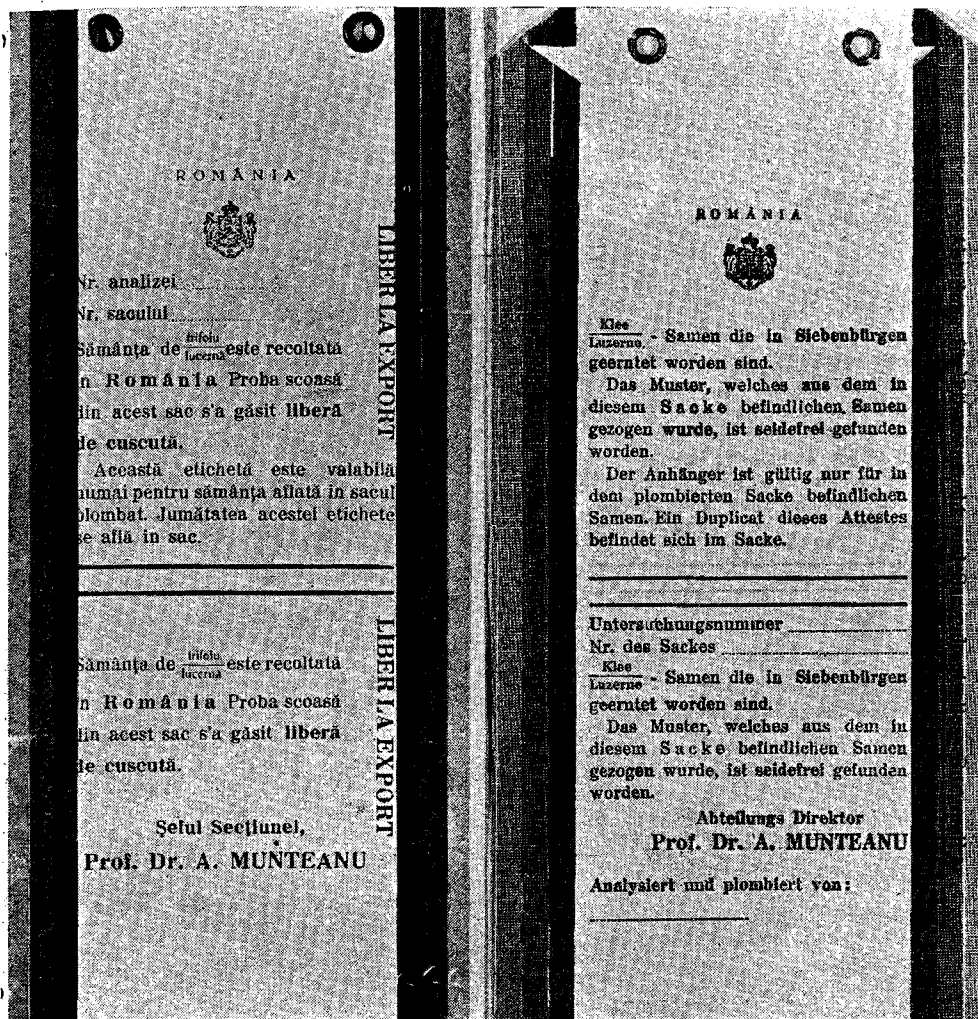 ROMÂNIA
Nr. analizei
Nr. sacului
Sămânța de trifoiu/lucernă este recoltată
în România Proba scoasă
din acest sac s'a găsit liberă
de cuscută.
Această etichetă este valabilă
numai pentru sămânța aflată în sacul
plombat. Jumătatea acestei etichete
se află în sac.
LIBER LA EXPORT
Sămânța de trifoiu/lucernă este recoltată
în România Proba scoasă
din acest sac s'a găsit liberă
de cuscută.
LIBER LA EXPORT
Șeful Secțiunei,
Prof. Dr. A. MUNTEANU
ROMÂNIA
Klee/Luzerne - Samen die in Siebenbürgen
geerntet worden sind.
Das Muster, welches aus dem in
diesem Sacke befindlichen Samen
gezogen wurde, ist seidefrei gefunden
worden.
Der Anhänger ist gültig nur für in
dem plombierten Sacke befindlichen
Samen. Ein Duplicat dieses Attestes
befindet sich im Sacke.
Untersuchungsnummer
Nr. des Sackes
Klee/Luzerne - Samen die in Siebenbürgen
geerntet worden sind.
Das Muster, welches aus dem in
diesem Sacke befindlichen Samen
gezogen wurde, ist seidefrei gefunden
worden.
Abteilungs Direktor
Prof. Dr. A. MUNTEANU
Analysiert und plombiert von: